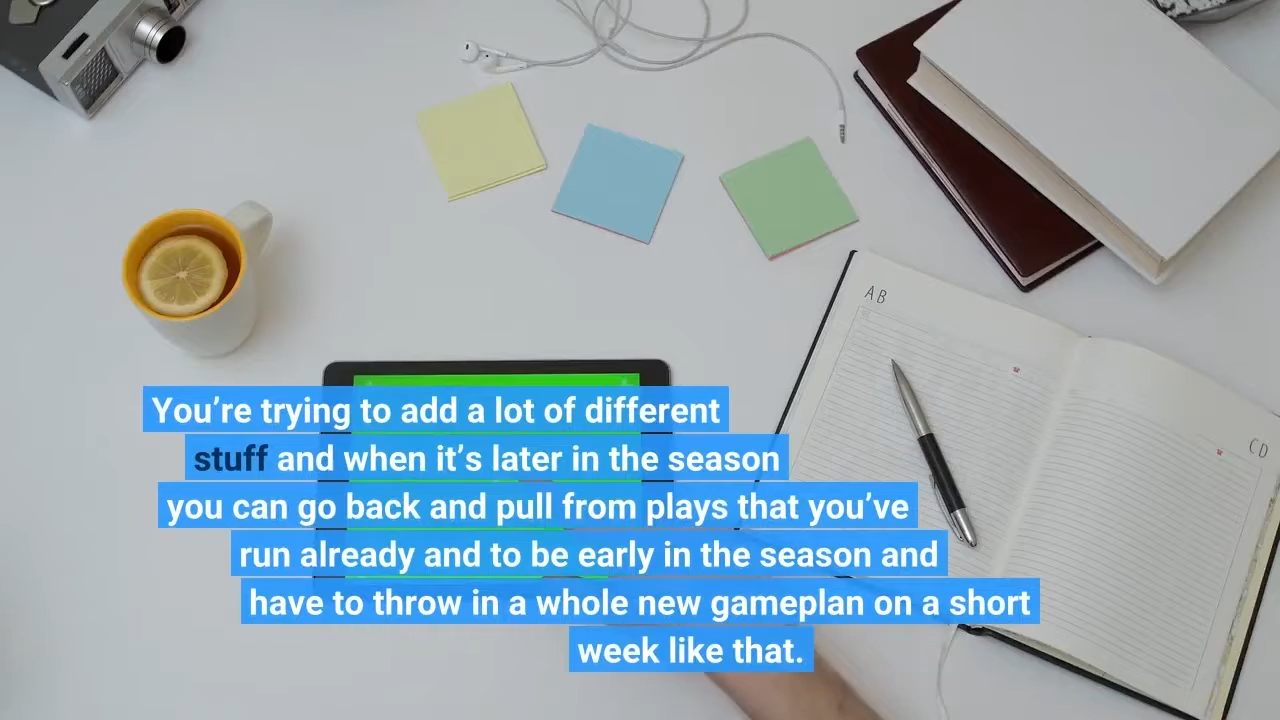 AB
CD
You’re trying to add a lot of different
stuff and when it’s later in the season
you can go back and pull from plays that you’ve
run already and to be early in the season and
have to throw in a whole new gameplan on a short
week like that.